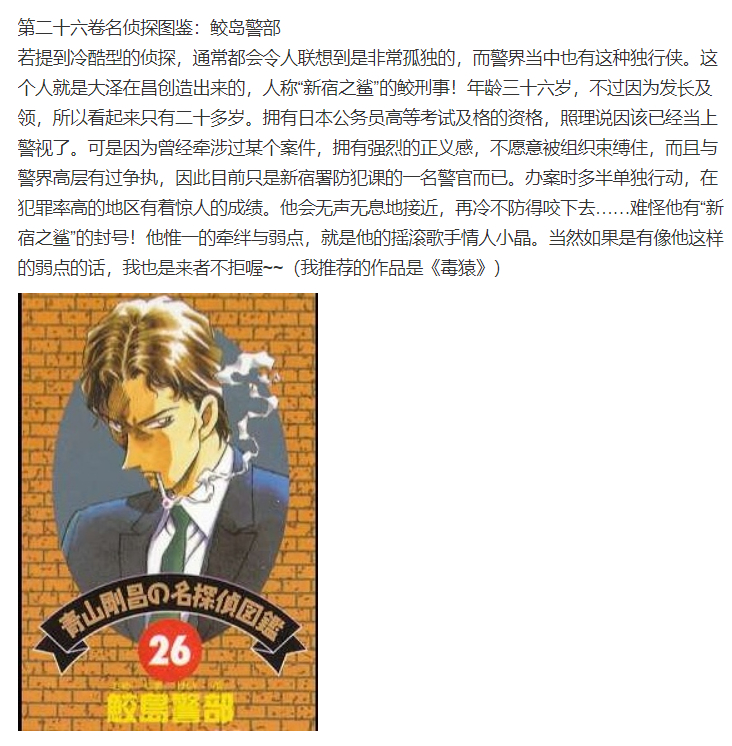 第二十六卷名侦探图鉴：鲛岛警部
若提到冷酷型的侦探，通常都会令人联想到是非常孤独的，而警界当中也有这种独行侠。这
个人就是大泽在昌创造出来的，人称“新宿之鲨”的鲛刑事！年龄三十六岁，不过因为发长及
领，所以看起来只有二十多岁。拥有日本公务员高等考试及格的资格，照理说因该已经当上
警视了。可是因为曾经牵涉过某个案件，拥有强烈的正义感，不愿意被组织束缚住，而且与
警界高层有过争执，因此目前只是新宿署防犯课的一名警官而已。办案时多半单独行动，在
犯罪率高的地区有着惊人的成绩。他会无声无息地接近，再冷不防得咬下去……难怪他有“新
宿之鲨”的封号！他惟一的牵绊与弱点，就是他的摇滚歌手情人小晶。当然如果是有像他这样
的弱点的话，我也是来者不拒喔~~（我推荐的作品是《毒猿》）
青山剛昌の名探偵図鑑
26
鮫島警部